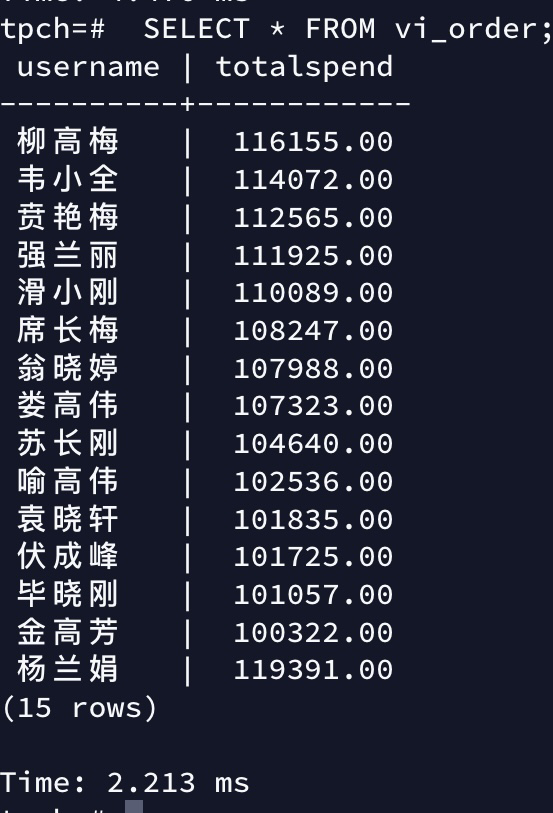 tpch=#  SELECT * FROM vi_order;
 username | totalspend
----------+------------
 柳高梅   |  116155.00
 韦小全   |  114072.00
 贲艳梅   |  112565.00
 强兰丽   |  111925.00
 滑小刚   |  110089.00
 席长梅   |  108247.00
 翁晓婷   |  107988.00
 娄高伟   |  107323.00
 苏长刚   |  104640.00
 喻高伟   |  102536.00
 袁晓轩   |  101835.00
 伏成峰   |  101725.00
 毕晓刚   |  101057.00
 金高芳   |  100322.00
 杨兰娟   |  119391.00
(15 rows)
Time: 2.213 ms